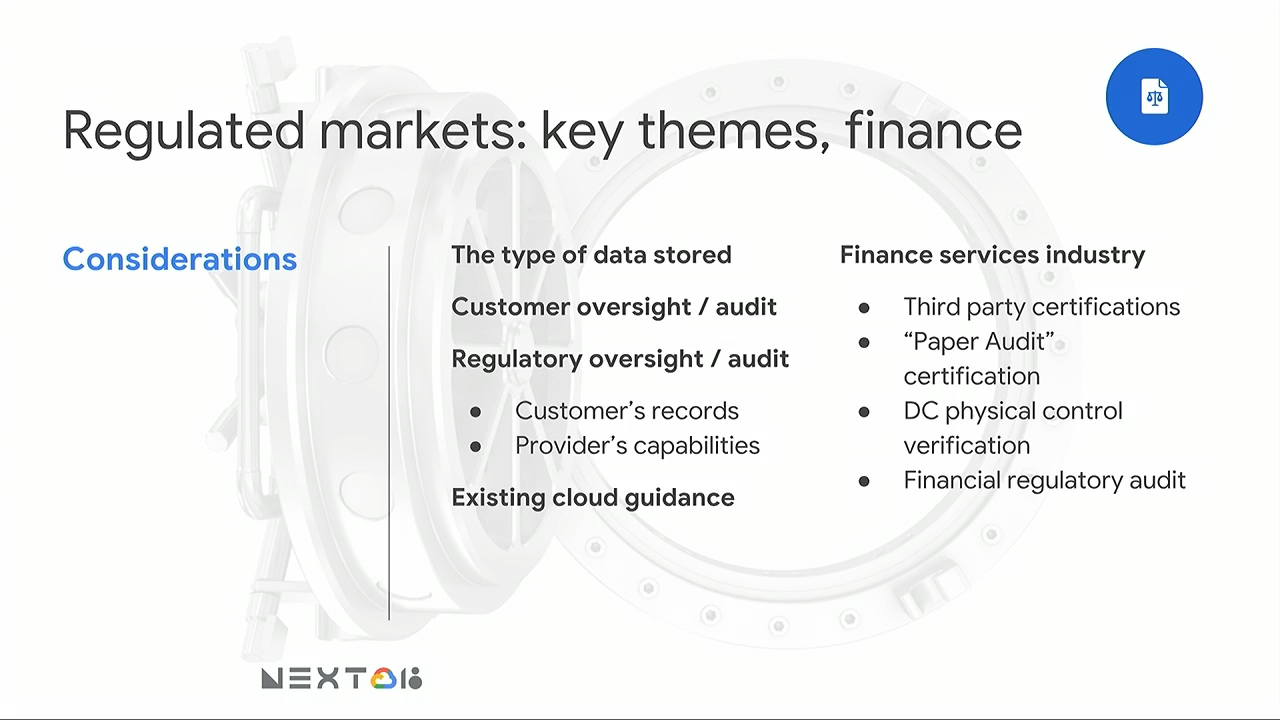 Regulated markets: key themes, finance
Considerations
The type of data stored
Customer oversight / audit
Regulatory oversight / audit
● Customer’s records
● Provider’s capabilities
Existing cloud guidance
Finance services industry
● Third party certifications
● “Paper Audit”
certification
● DC physical control
verification
● Financial regulatory audit
NEXT 18